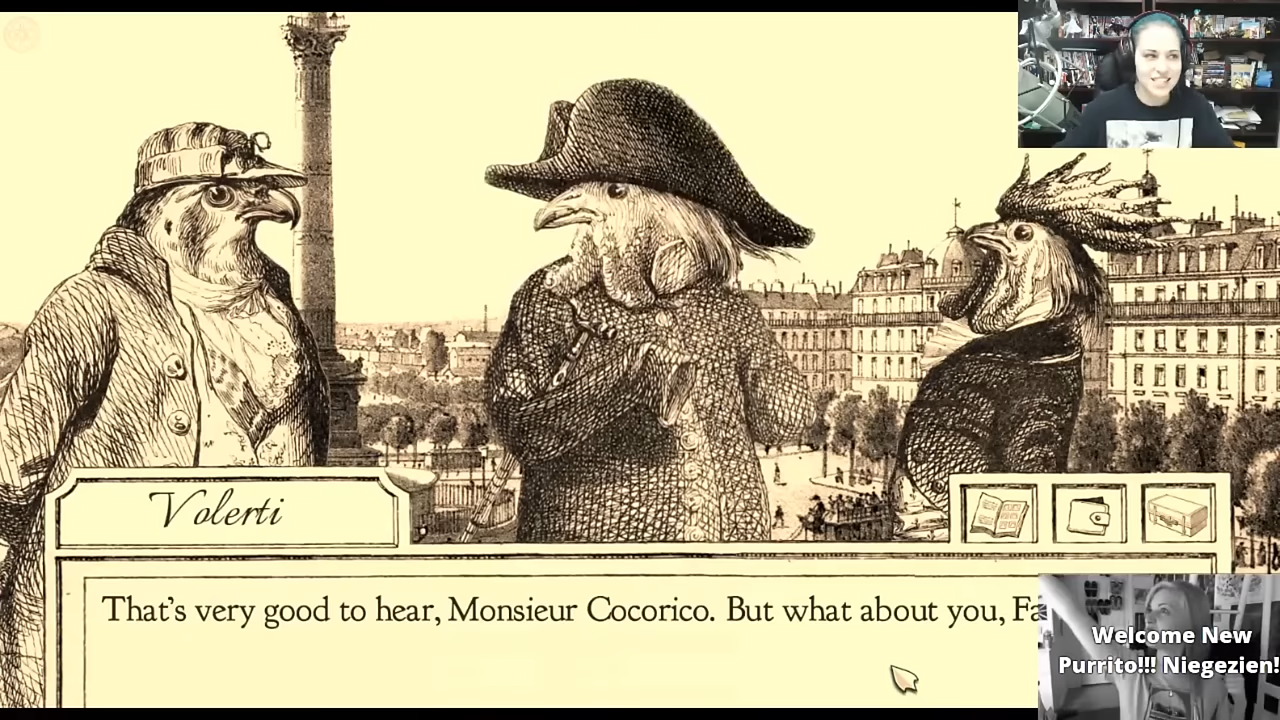 Volerti
That's very good to hear, Monsieur Cocorico. But what about you, Fa
Welcome New
Purrito!!! Niegezien!